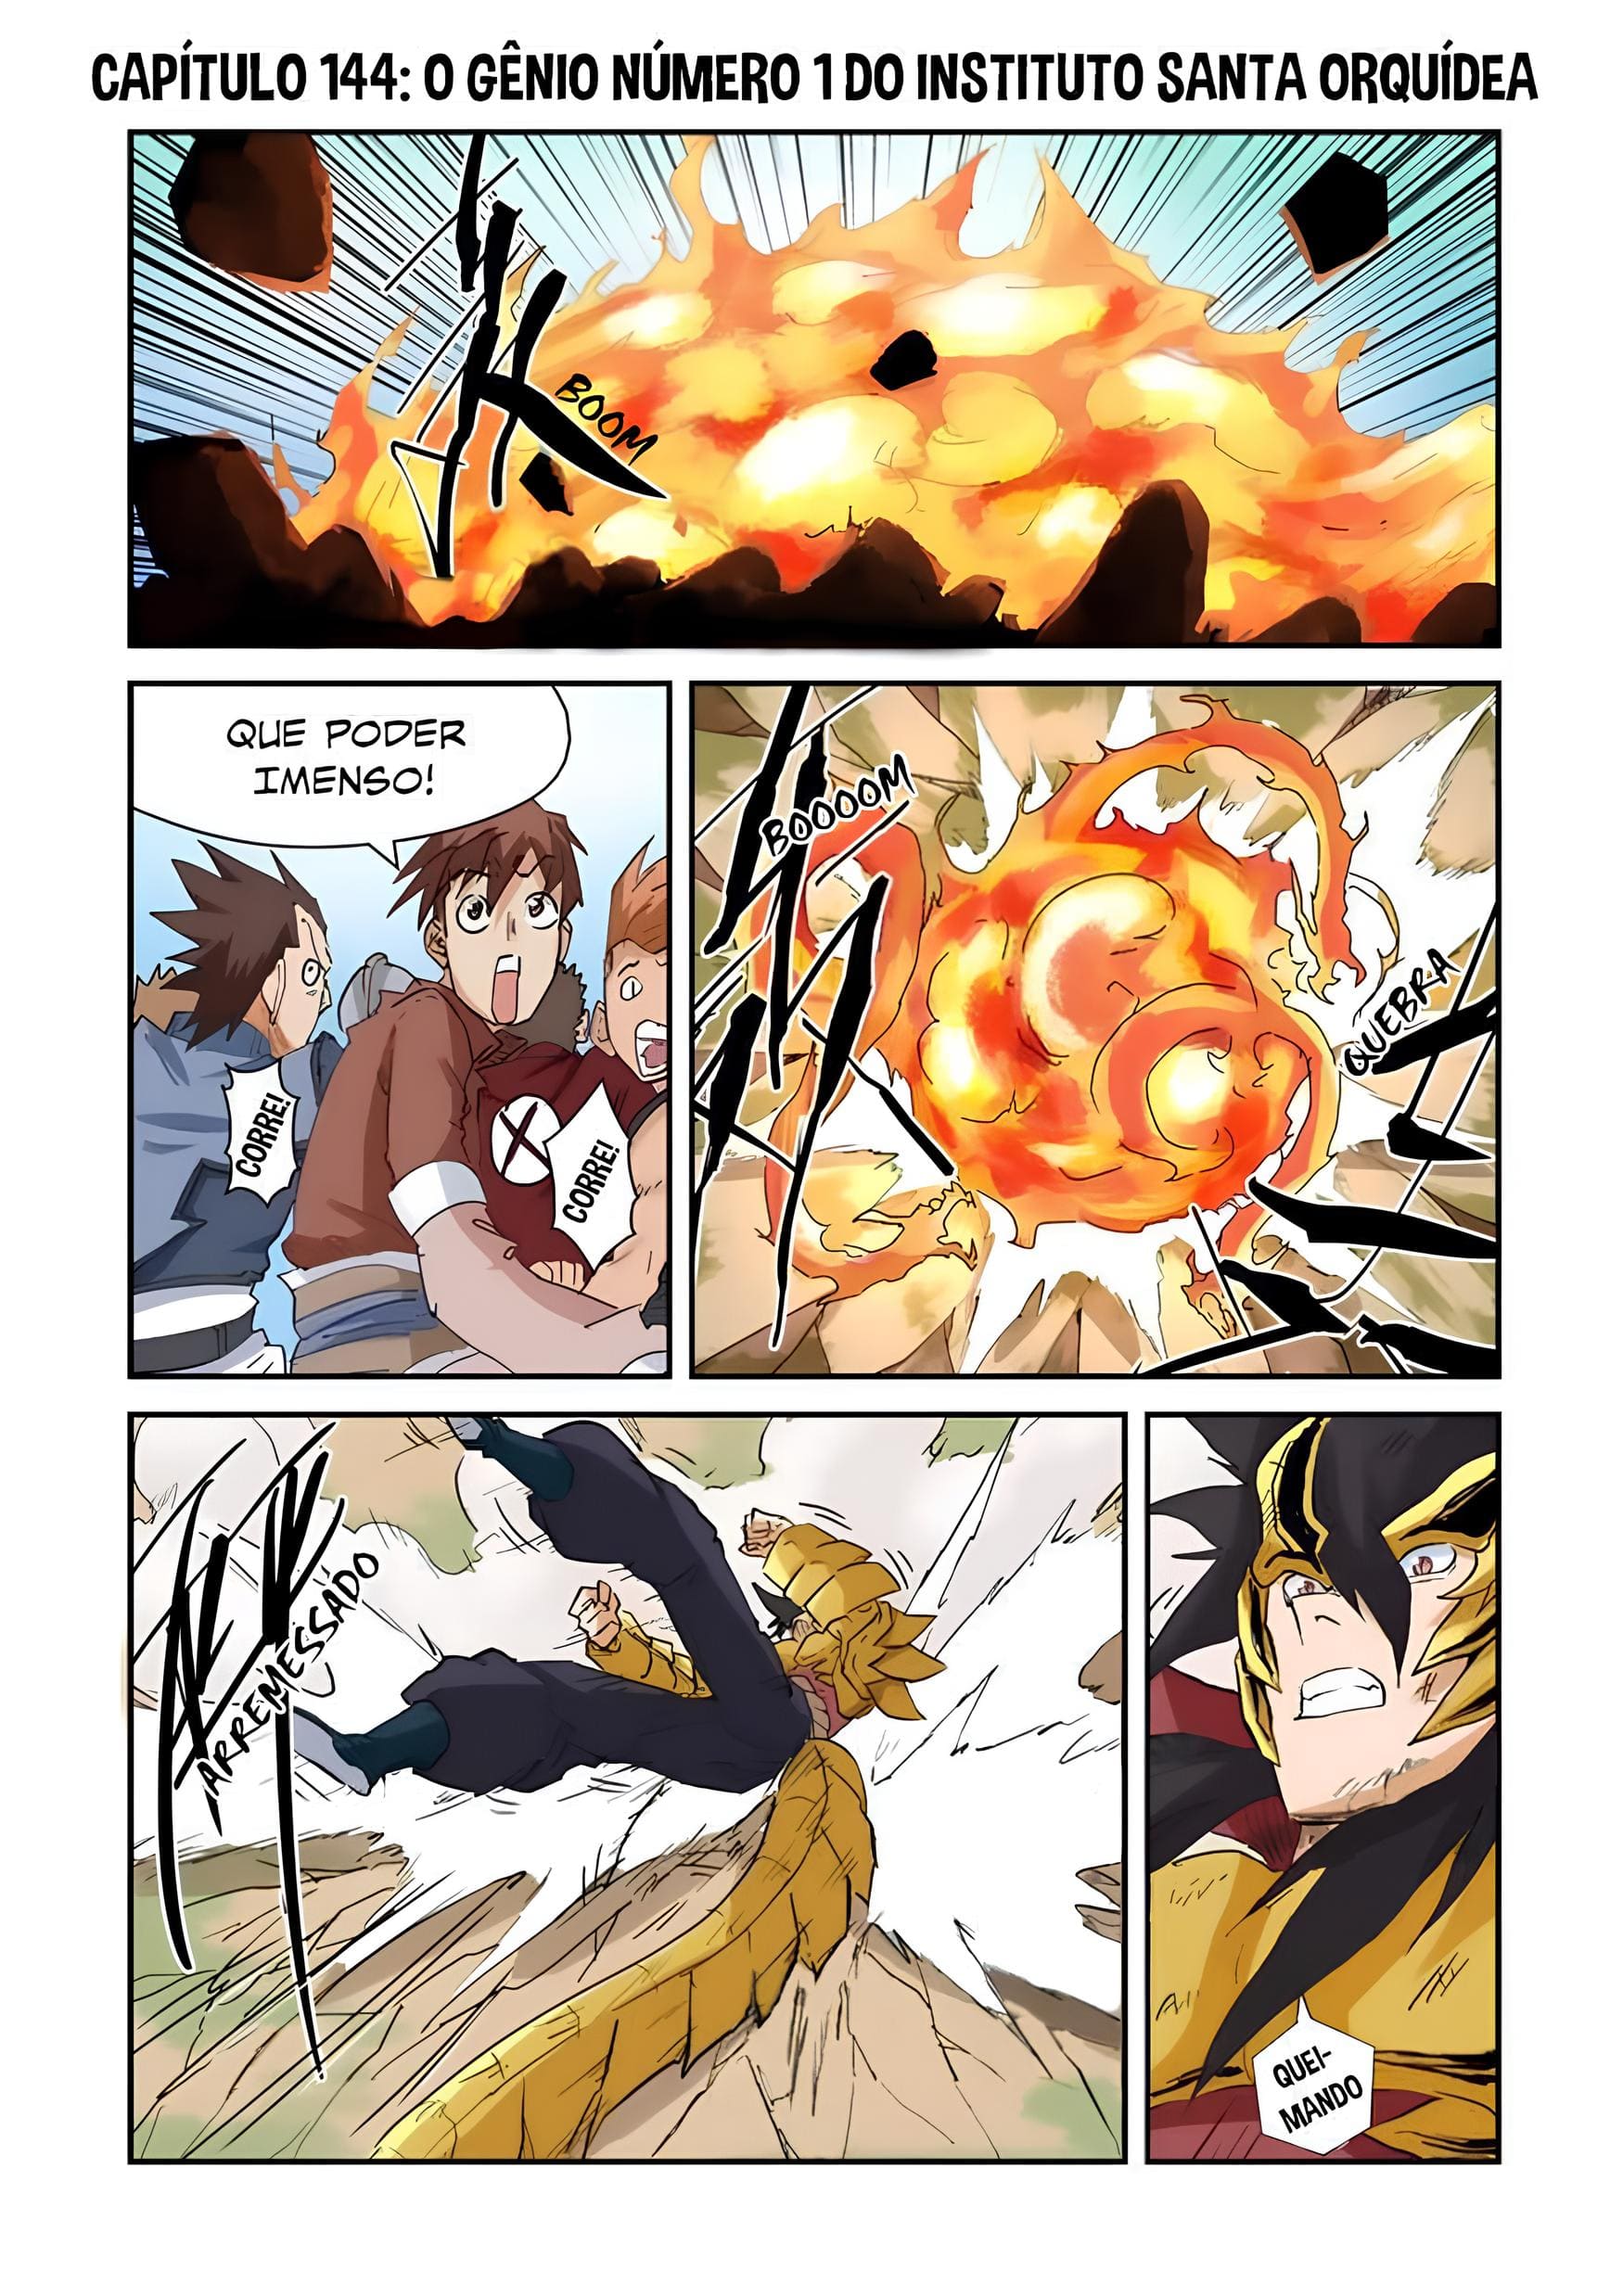 CAPÍTULO 144: O GÊNIO NÚMERO 1 DO INSTITUTO SANTA ORQUÍDEA
BOOM
QUE PODER
IMENSO!
CORRE!
CORRE!
BOOOOM
QUEBRA
ARREMESSADO
QUEI-
MANDO